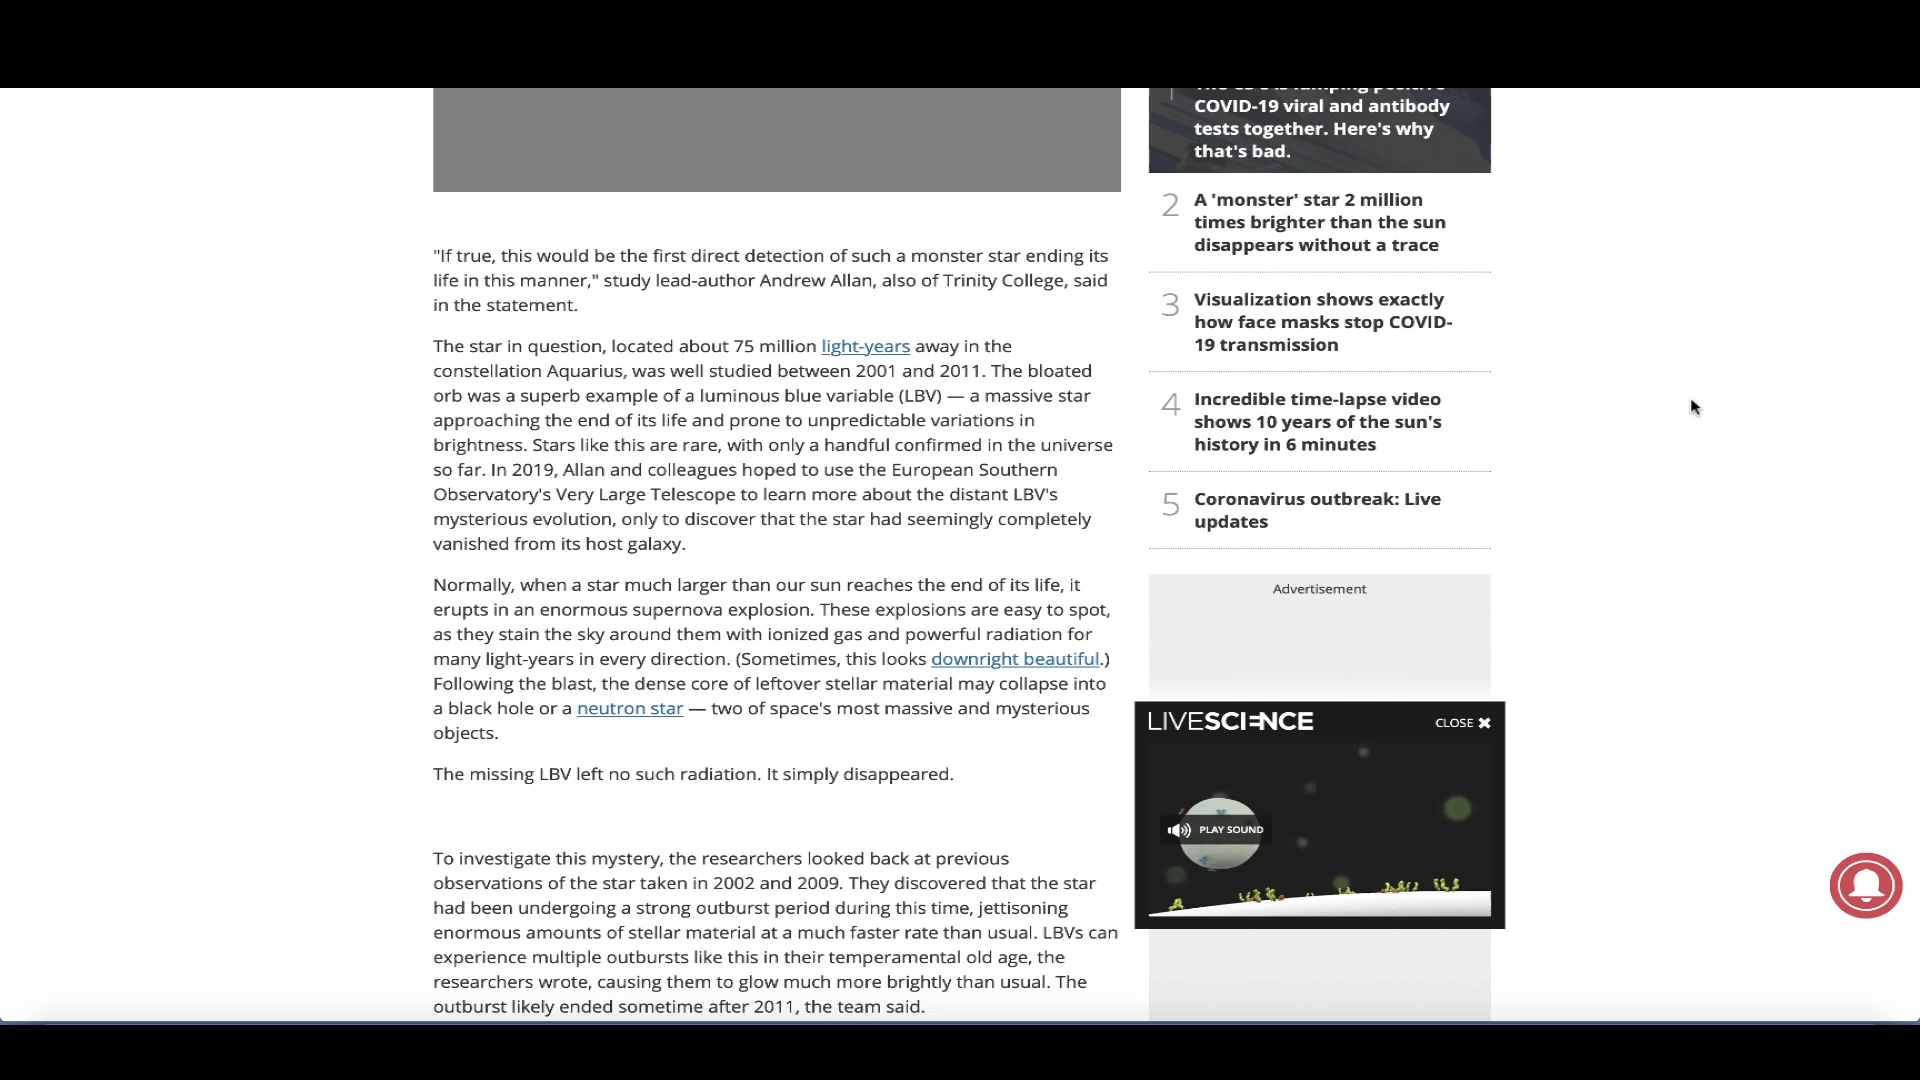 "If true, this would be the first direct detection of such a monster star ending its
life in this manner," study lead-author Andrew Allan, also of Trinity College, said
in the statement.
The star in question, located about 75 million light-years away in the
constellation Aquarius, was well studied between 2001 and 2011. The bloated
orb was a superb example of a luminous blue variable (LBV) — a massive star
approaching the end of its life and prone to unpredictable variations in
brightness. Stars like this are rare, with only a handful confirmed in the universe
so far. In 2019, Allan and colleagues hoped to use the European Southern
Observatory's Very Large Telescope to learn more about the distant LBV's
mysterious evolution, only to discover that the star had seemingly completely
vanished from its host galaxy.
Normally, when a star much larger than our sun reaches the end of its life, it
erupts in an enormous supernova explosion. These explosions are easy to spot,
as they stain the sky around them with ionized gas and powerful radiation for
many light-years in every direction. (Sometimes, this looks downright beautiful.)
Following the blast, the dense core of leftover stellar material may collapse into
a black hole or a neutron star — two of space's most massive and mysterious
objects.
The missing LBV left no such radiation. It simply disappeared.
To investigate this mystery, the researchers looked back at previous
observations of the star taken in 2002 and 2009. They discovered that the star
had been undergoing a strong outburst period during this time, jettisoning
enormous amounts of stellar material at a much faster rate than usual. LBVs can
experience multiple outbursts like this in their temperamental old age, the
researchers wrote, causing them to glow much more brightly than usual. The
outburst likely ended sometime after 2011, the team said.
COVID-19 viral and antibody
tests together. Here's why
that's bad.
2 A 'monster' star 2 million
times brighter than the sun
disappears without a trace
3 Visualization shows exactly
how face masks stop COVID-
19 transmission
4 Incredible time-lapse video
shows 10 years of the sun's
history in 6 minutes
5 Coronavirus outbreak: Live
updates
Advertisement
LIVESCIENCE CLOSE
PLAY SOUND